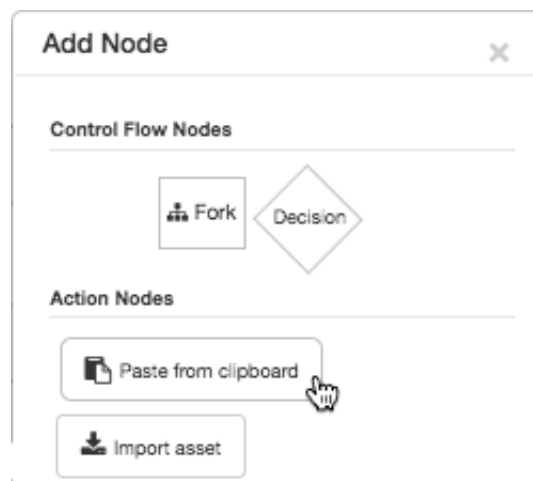 Add Node
Control Flow Nodes
Fork
Decision
Action Nodes
Paste from clipboard
Import asset